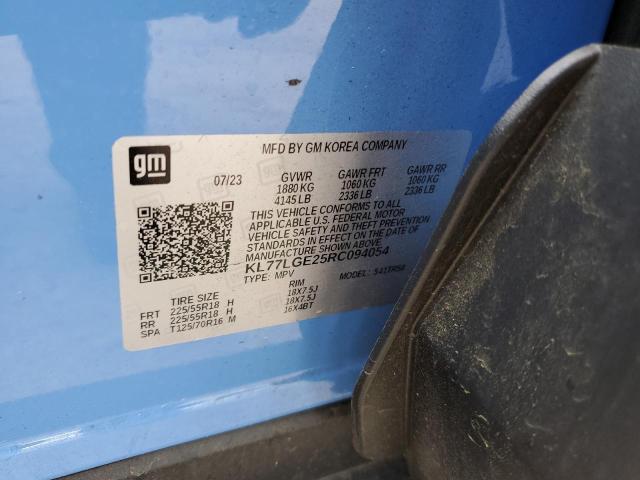 MFD BY GM KOREA COMPANY
gm
07/23 GVWR GAWR FRT GAWR RR
1880 KG 1060 KG 1060 KG
4145 LB 2336 LB 2336 LB
THIS VEHICLE CONFORMS TO ALL
APPLICABLE U.S. FEDERAL MOTOR
VEHICLE SAFETY AND THEFT PREVENTION
STANDARDS IN EFFECT ON THE DATE OF
MANUFACTURE SHOWN ABOVE.
KL77LGE25RC094054
TYPE: MPV MODEL:
TIRE SIZE RIM
FRT 225/55R18 H 18X7.5J
RR 225/55R18 H 18X7.5J
SPA T125/70R16 M 16X4BT